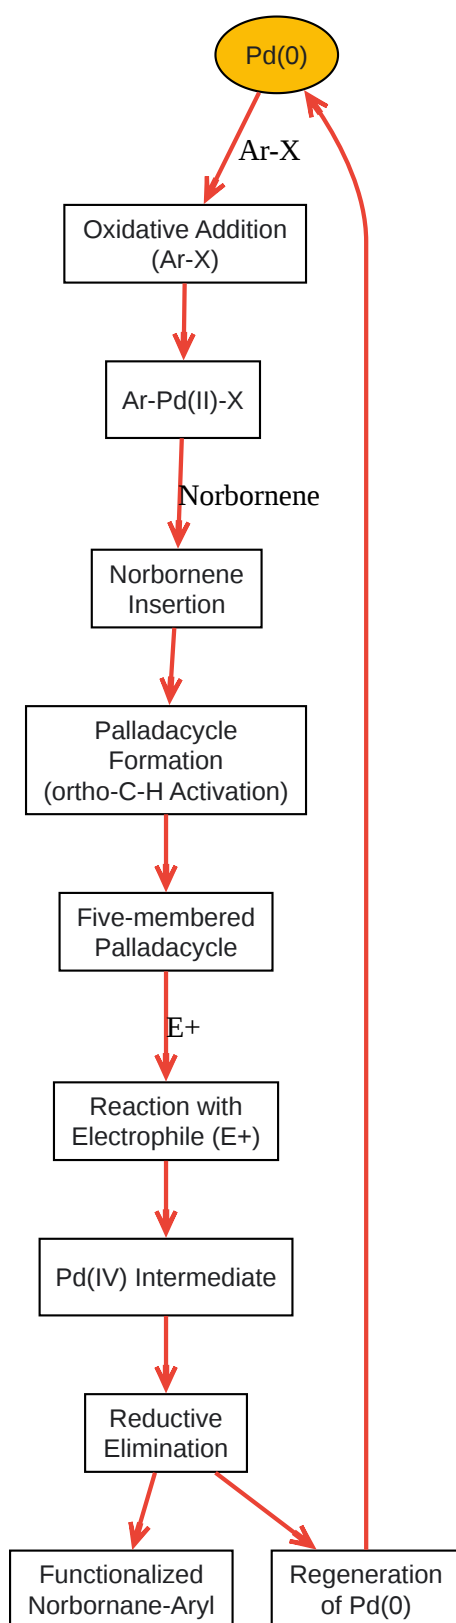 Pd(0)
Ar-X
Oxidative Addition
(Ar-X)
Ar-Pd(II)-X
Norbornene
Norbornene
Insertion
Palladacycle
Formation
(ortho-C-H Activation)
Five-membered
Palladacycle
E+
Reaction with
Electrophile (E+)
Pd(IV) Intermediate
Reductive
Elimination
Functionalized
Norbornane-Aryl
Regeneration
of Pd(0)